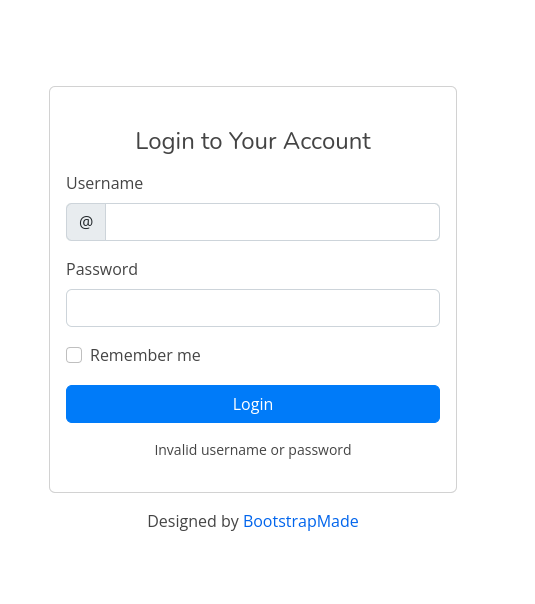 Login to Your Account
Username
@
Password
Remember me
Login
Invalid username or password
Designed by BootstrapMade